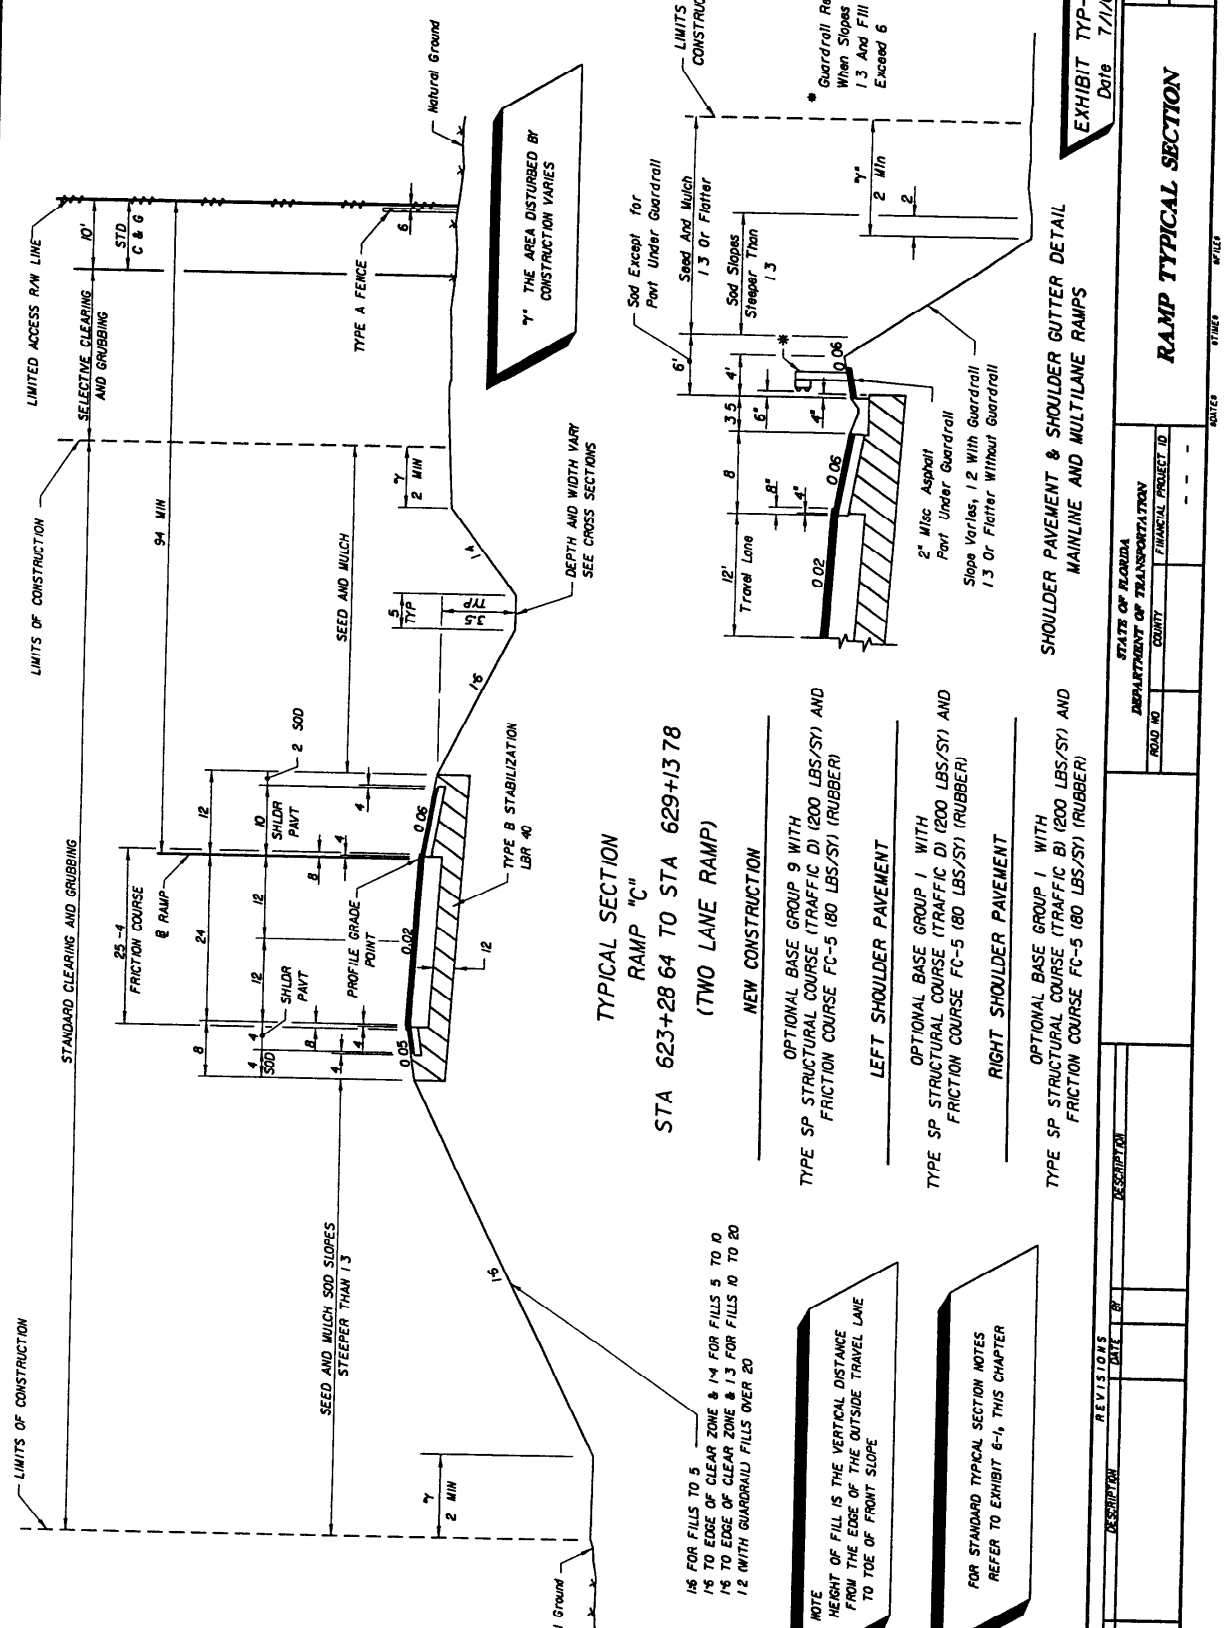 LIMITS OF CONSTRUCTION
STANDARD CLEARING AND GRUBBING
LIMITS OF CONSTRUCTION
SELECTIVE CLEARING
AND GRUBBING
LIMITED ACCESS R/W LINE
10'
STD
C & G
94 MIN
25 -4
FRICTION COURSE
℄ RAMP
8
24
12
4
SOD
4
SHLDR
PAVT
12
12
10
SHLDR
PAVT
2 SOD
8
4
8
4
4
4
PROFILE GRADE
POINT
0.05
0.02
0.06
12
TYPE B STABILIZATION
LBR 40
SEED AND MULCH SOD SLOPES
STEEPER THAN 1 3
SEED AND MULCH
"Y"
2 MIN
"Y"
2 MIN
1·6
1·6
1·4
5
TYP
3.5
TYP
DEPTH AND WIDTH VARY
SEE CROSS SECTIONS
TYPE A FENCE
6
Natural Ground
Ground
"Y" THE AREA DISTURBED BY
CONSTRUCTION VARIES
1:6 FOR FILLS TO 5
1·6 TO EDGE OF CLEAR ZONE & 1·4 FOR FILLS 5 TO 10
1·6 TO EDGE OF CLEAR ZONE & 1 3 FOR FILLS 10 TO 20
1 2 (WITH GUARDRAIL) FILLS OVER 20
NOTE
HEIGHT OF FILL IS THE VERTICAL DISTANCE
FROM THE EDGE OF THE OUTSIDE TRAVEL LANE
TO TOE OF FRONT SLOPE
FOR STANDARD TYPICAL SECTION NOTES
REFER TO EXHIBIT 6-1, THIS CHAPTER
TYPICAL SECTION
RAMP "C"
STA 623+28 64 TO STA 629+13 78
(TWO LANE RAMP)
NEW CONSTRUCTION
OPTIONAL BASE GROUP 9 WITH
TYPE SP STRUCTURAL COURSE (TRAFFIC D) (200 LBS/SY) AND
FRICTION COURSE FC-5 (80 LBS/SY) (RUBBER)
LEFT SHOULDER PAVEMENT
OPTIONAL BASE GROUP 1 WITH
TYPE SP STRUCTURAL COURSE (TRAFFIC D) (200 LBS/SY) AND
FRICTION COURSE FC-5 (80 LBS/SY) (RUBBER)
RIGHT SHOULDER PAVEMENT
OPTIONAL BASE GROUP 1 WITH
TYPE SP STRUCTURAL COURSE (TRAFFIC B) (200 LBS/SY) AND
FRICTION COURSE FC-5 (80 LBS/SY) (RUBBER)
LIMITS
Sod Except for
Pavt Under Guardrail
6'
Seed And Mulch
1 3 Or Flatter
12'
Travel Lane
8
3 5
4'
Sod Slopes
Steeper Than
1 3
"Y"
2 Min
2
8"
4"
6"
4"
*
0 02
0.06
0 06
2" Misc Asphalt
Pavt Under Guardrail
Slope Varies, 1 2 With Guardrail
1 3 Or Flatter Without Guardrail
* Guardrail
When Slopes
1 3 And Fill
Exceed 6
SHOULDER PAVEMENT & SHOULDER GUTTER DETAIL
MAINLINE AND MULTILANE RAMPS
EXHIBIT TYP-
Date 7/1/
REVISIONS
DESCRIPTION
DATE
BY
DESCRIPTION
STATE OF FLORIDA
DEPARTMENT OF TRANSPORTATION
ROAD NO
COUNTY
FINANCIAL PROJECT ID
- - -
RAMP TYPICAL SECTION
$DATE$
$TIME$
$FILE$